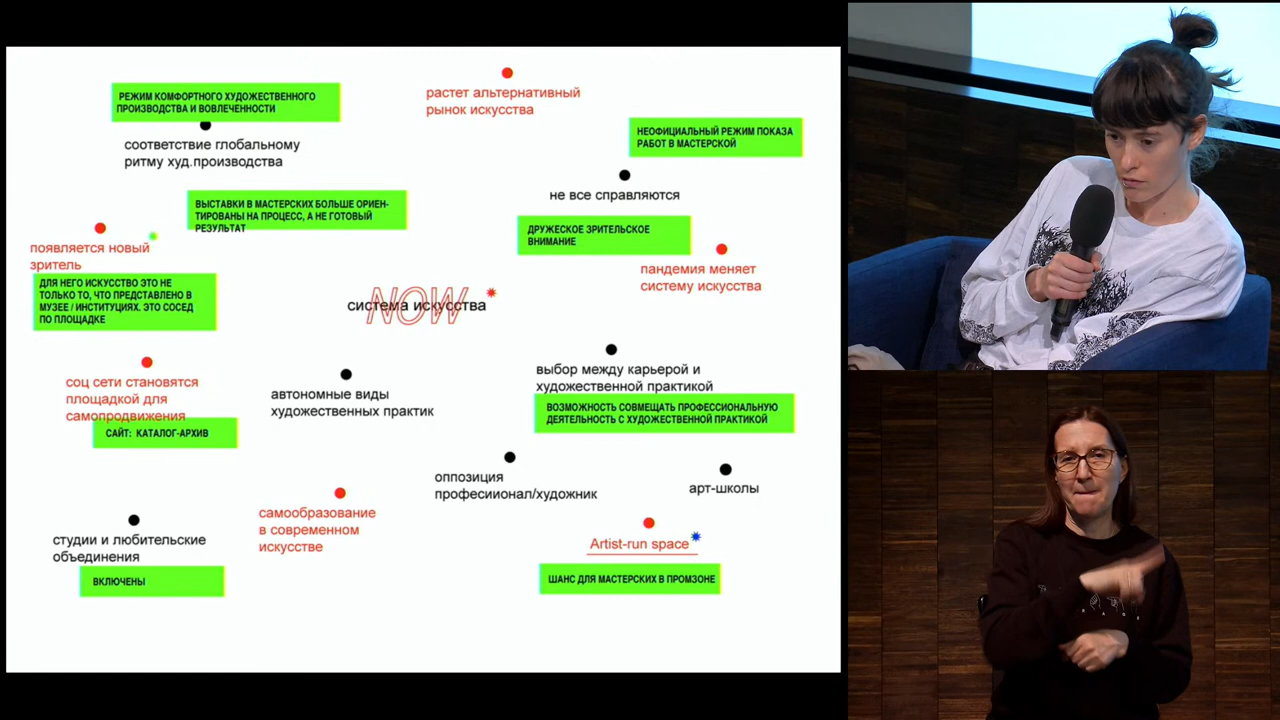 РЕЖИМ КОМФОРТНОГО ХУДОЖЕСТВЕННОГО
ПРОИЗВОДСТВА И ВОВЛЕЧЕННОСТИ
соответствие глобальному
ритму худ.производства
растет альтернативный
рынок искусства
НЕОФИЦИАЛЬНЫЙ РЕЖИМ ПОКАЗА
РАБОТ В МАСТЕРСКОЙ
не все справляются
ВЫСТАВКИ В МАСТЕРСКИХ БОЛЬШЕ ОРИЕН-
ТИРОВАНЫ НА ПРОЦЕСС, А НЕ ГОТОВЫЙ
РЕЗУЛЬТАТ
ДРУЖЕСКОЕ ЗРИТЕЛЬСКОЕ
ВНИМАНИЕ
появляется новый
зритель
ДЛЯ НЕГО ИСКУССТВО ЭТО НЕ
ТОЛЬКО ТО, ЧТО ПРЕДСТАВЛЕНО В
МУЗЕЕ / ИНСТИТУЦИЯХ. ЭТО СОСЕД
ПО ПЛОЩАДКЕ
пандемия меняет
систему искусства
система искусства
NOW
соц сети становятся
площадкой для
самопродвижения
САЙТ: КАТАЛОГ-АРХИВ
автономные виды
художественных практик
выбор между карьерой и
художественной практикой
ВОЗМОЖНОСТЬ СОВМЕЩАТЬ ПРОФЕССИОНАЛЬНУЮ
ДЕЯТЕЛЬНОСТЬ С ХУДОЖЕСТВЕННОЙ ПРАКТИКОЙ
оппозиция
професиионал/художник
арт-школы
самообразование
в современном
искусстве
студии и любительские
объединения
ВКЛЮЧЕНЫ
Artist-run space
ШАНС ДЛЯ МАСТЕРСКИХ В ПРОМЗОНЕ